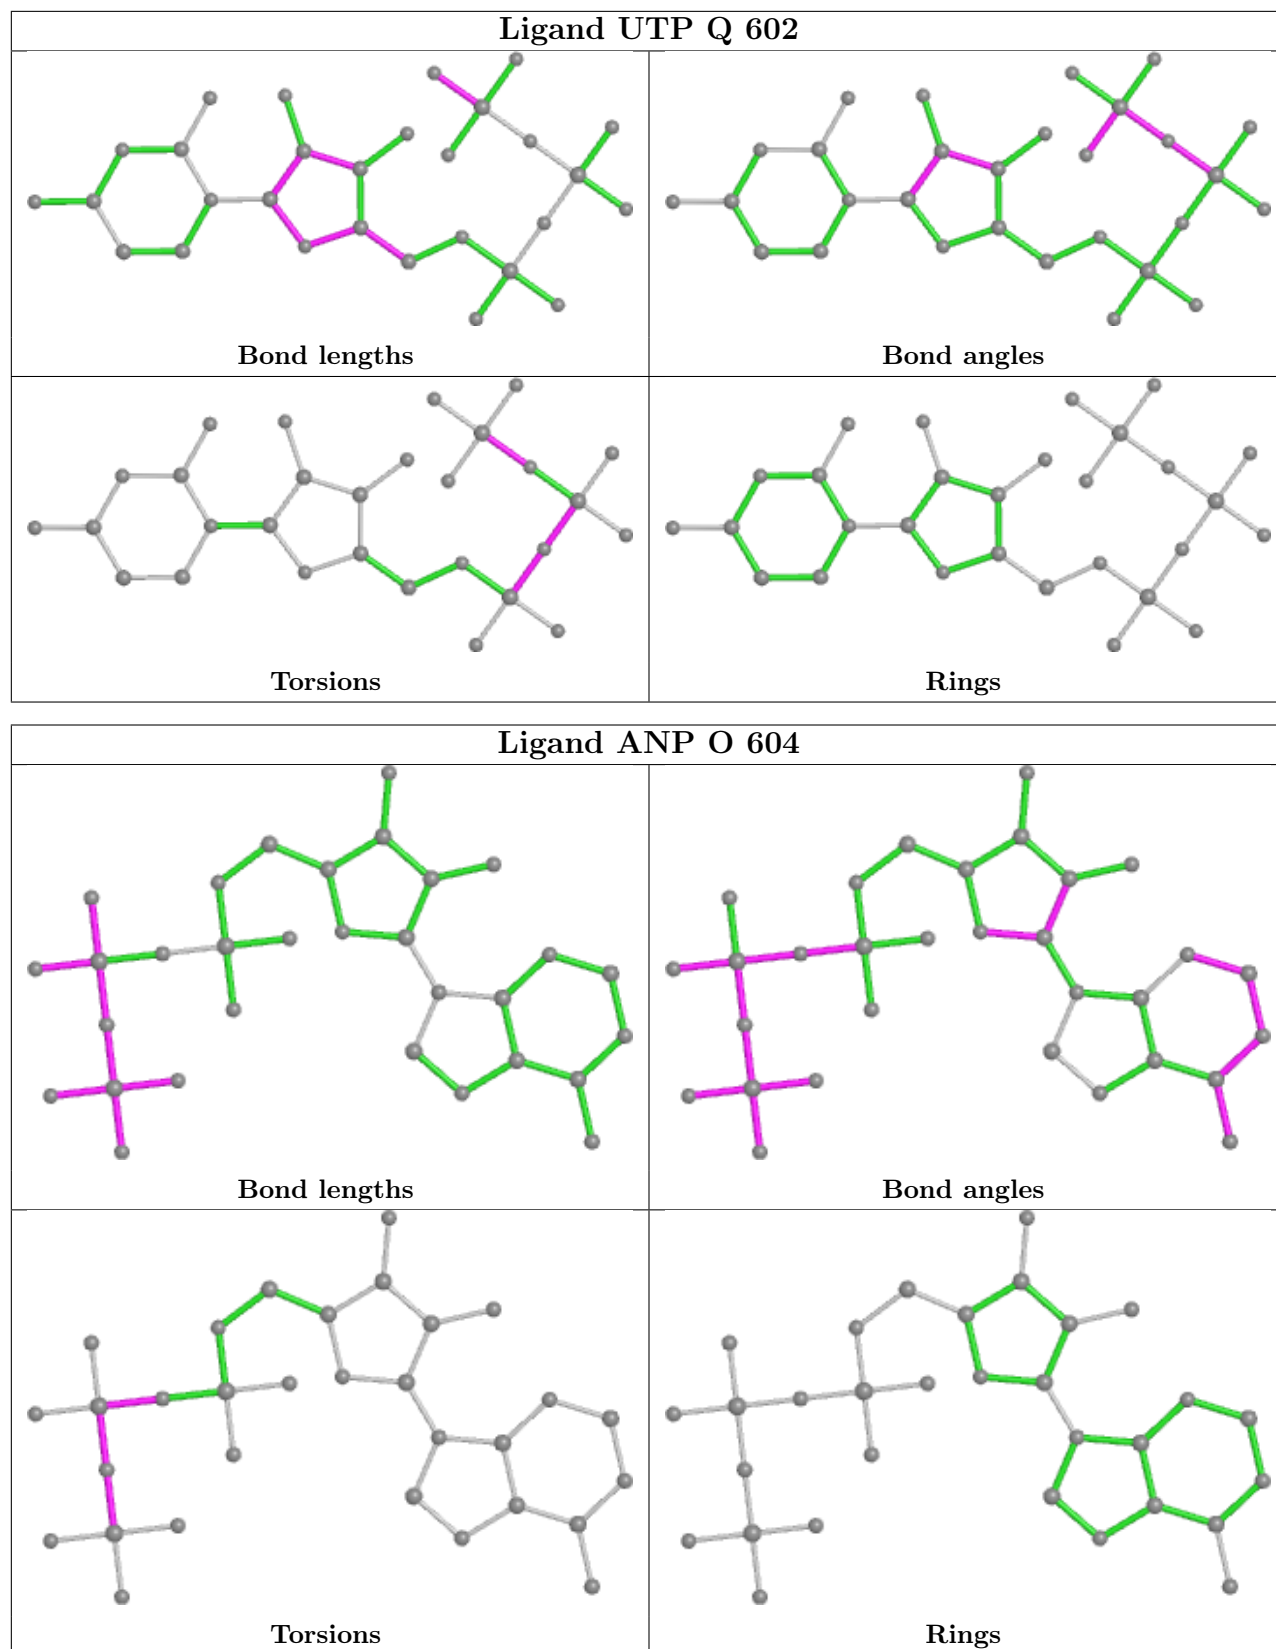 Ligand UTP Q 602
Bond lengths
Bond angles
Torsions
Rings
Ligand ANP O 604
Bond lengths
Bond angles
Torsions
Rings